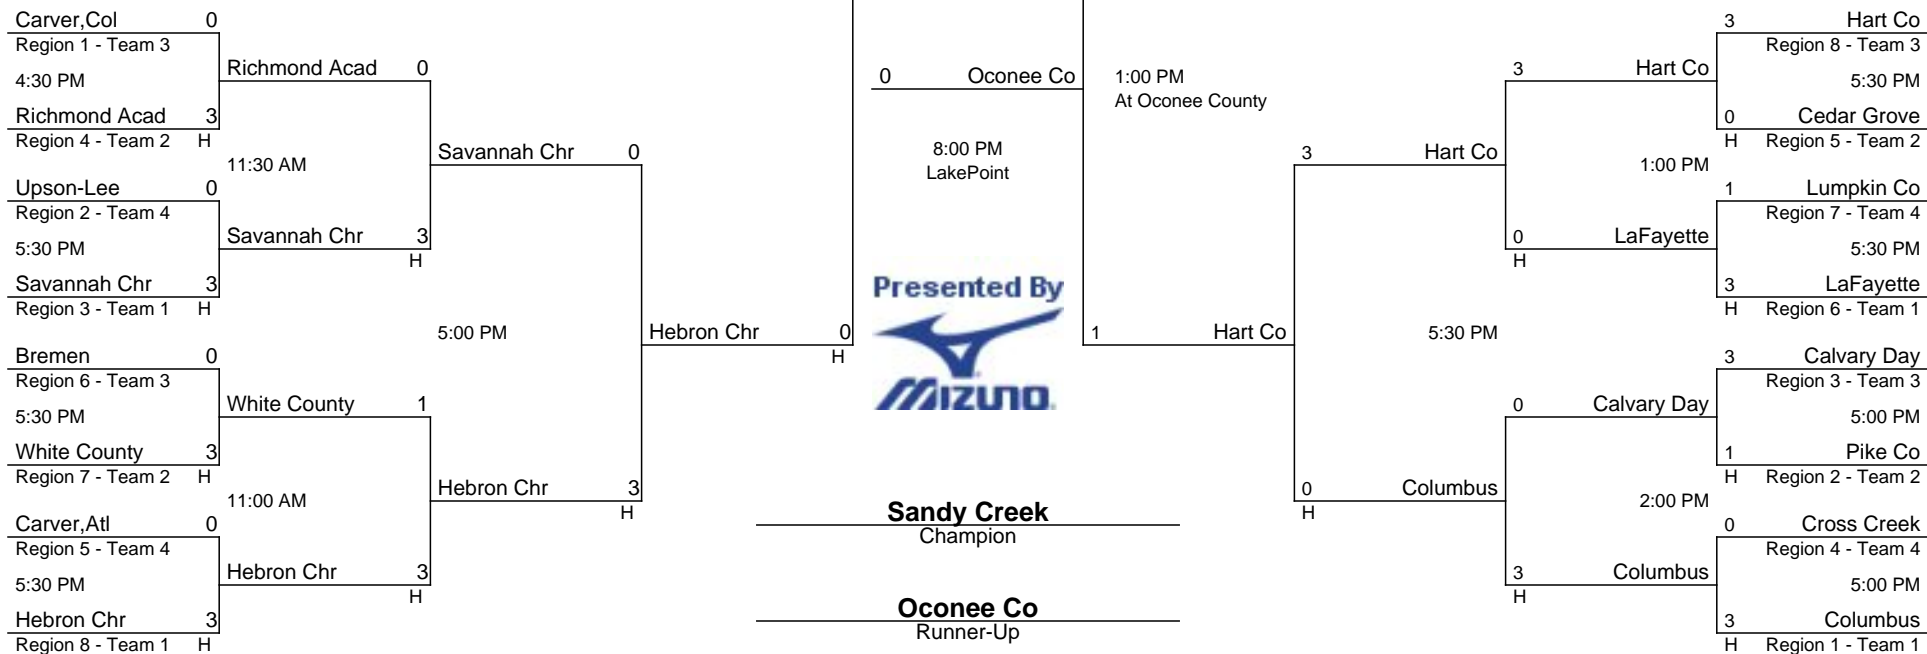 Carver,Col 0
Region 1 - Team 3
4:30 PM
Richmond Acad 3
Region 4 - Team 2 H
Upson-Lee 0
Region 2 - Team 4
5:30 PM
Savannah Chr 3
Region 3 - Team 1 H
Bremen 0
Region 6 - Team 3
5:30 PM
White County 3
Region 7 - Team 2 H
Carver,Atl 0
Region 5 - Team 4
5:30 PM
Hebron Chr 3
Region 8 - Team 1 H
Richmond Acad 0
11:30 AM
Savannah Chr 3
H
White County 1
11:00 AM
Hebron Chr 3
H
Savannah Chr 0
5:00 PM
Hebron Chr 3
H
Hebron Chr 0
H
0 Oconee Co
8:00 PM
LakePoint
Presented By
MIZUNO
Sandy Creek
Champion
Oconee Co
Runner-Up
1:00 PM
At Oconee County
1 Hart Co
3 Hart Co
5:30 PM
0 Columbus
H
3 Hart Co
1:00 PM
0 LaFayette
H
0 Calvary Day
2:00 PM
3 Columbus
H
3 Hart Co
Region 8 - Team 3
5:30 PM
0 Cedar Grove
H Region 5 - Team 2
1 Lumpkin Co
Region 7 - Team 4
5:30 PM
3 LaFayette
H Region 6 - Team 1
3 Calvary Day
Region 3 - Team 3
5:00 PM
1 Pike Co
H Region 2 - Team 2
0 Cross Creek
Region 4 - Team 4
5:00 PM
3 Columbus
H Region 1 - Team 1